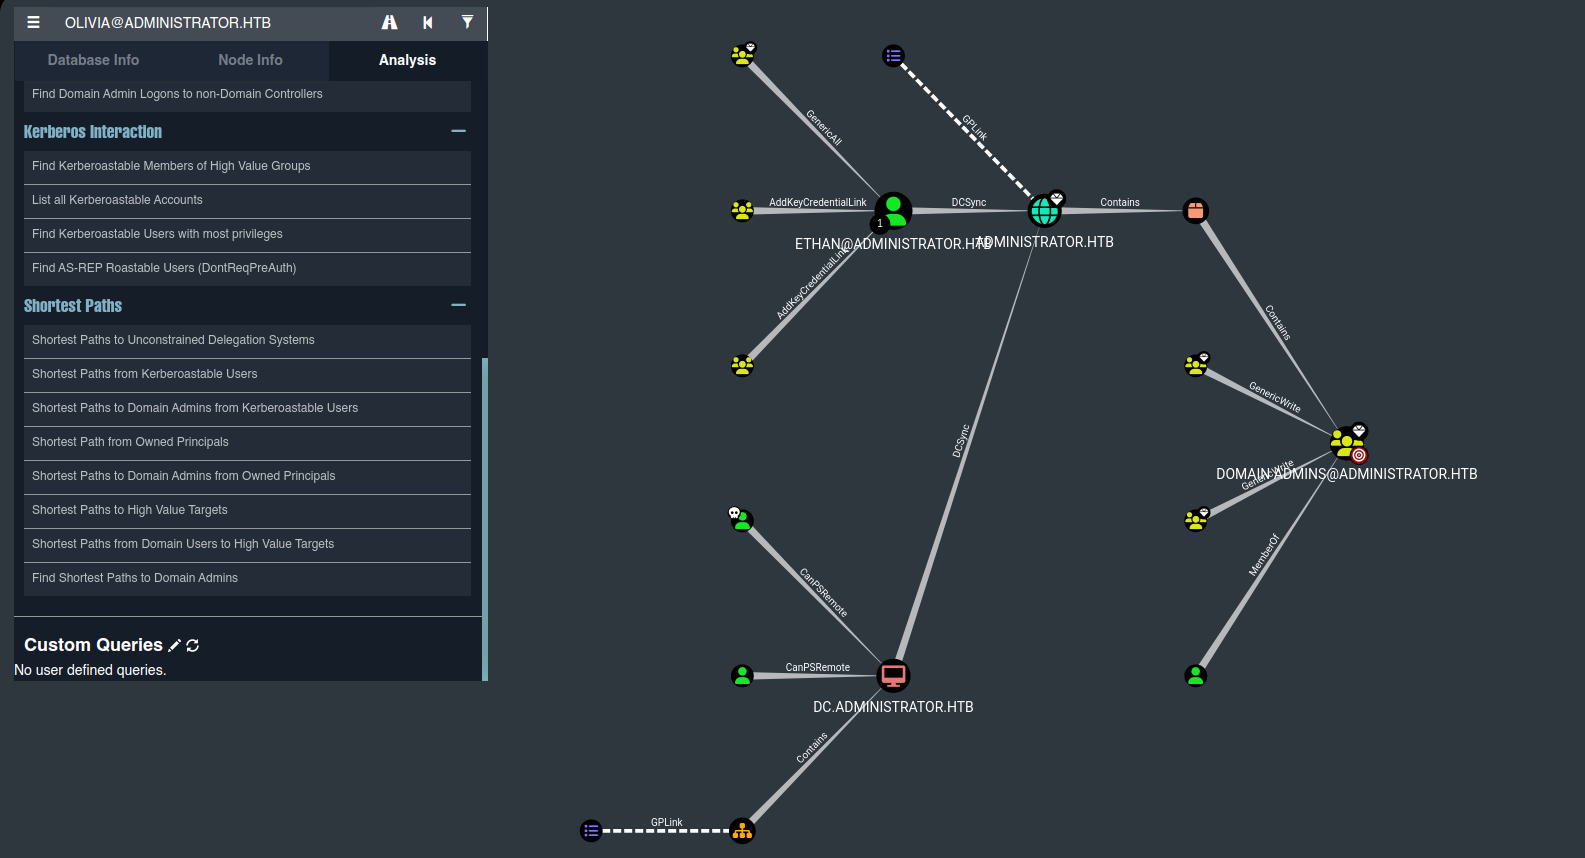 OLIVIA@ADMINISTRATOR.HTB
Database Info
Node Info
Analysis
Find Domain Admin Logons to non-Domain Controllers
Kerberos Interaction
Find Kerberoastable Members of High Value Groups
List all Kerberoastable Accounts
Find Kerberoastable Users with most privileges
Find AS-REP Roastable Users (DontReqPreAuth)
Shortest Paths
Shortest Paths to Unconstrained Delegation Systems
Shortest Paths from Kerberoastable Users
Shortest Paths to Domain Admins from Kerberoastable Users
Shortest Path from Owned Principals
Shortest Paths to Domain Admins from Owned Principals
Shortest Paths to High Value Targets
Shortest Paths from Domain Users to High Value Targets
Find Shortest Paths to Domain Admins
Custom Queries
No user defined queries.
GenericAll
GPLink
AddKeyCredentialLink
DCSync
Contains
1
ETHAN@ADMINISTRATOR.HTB
ADMINISTRATOR.HTB
AddKeyCredentialLink
Contains
GenericWrite
DCSync
DOMAIN ADMINS@ADMINISTRATOR.HTB
GenericWrite
MemberOf
CanPSRemote
CanPSRemote
DC.ADMINISTRATOR.HTB
Contains
GPLink